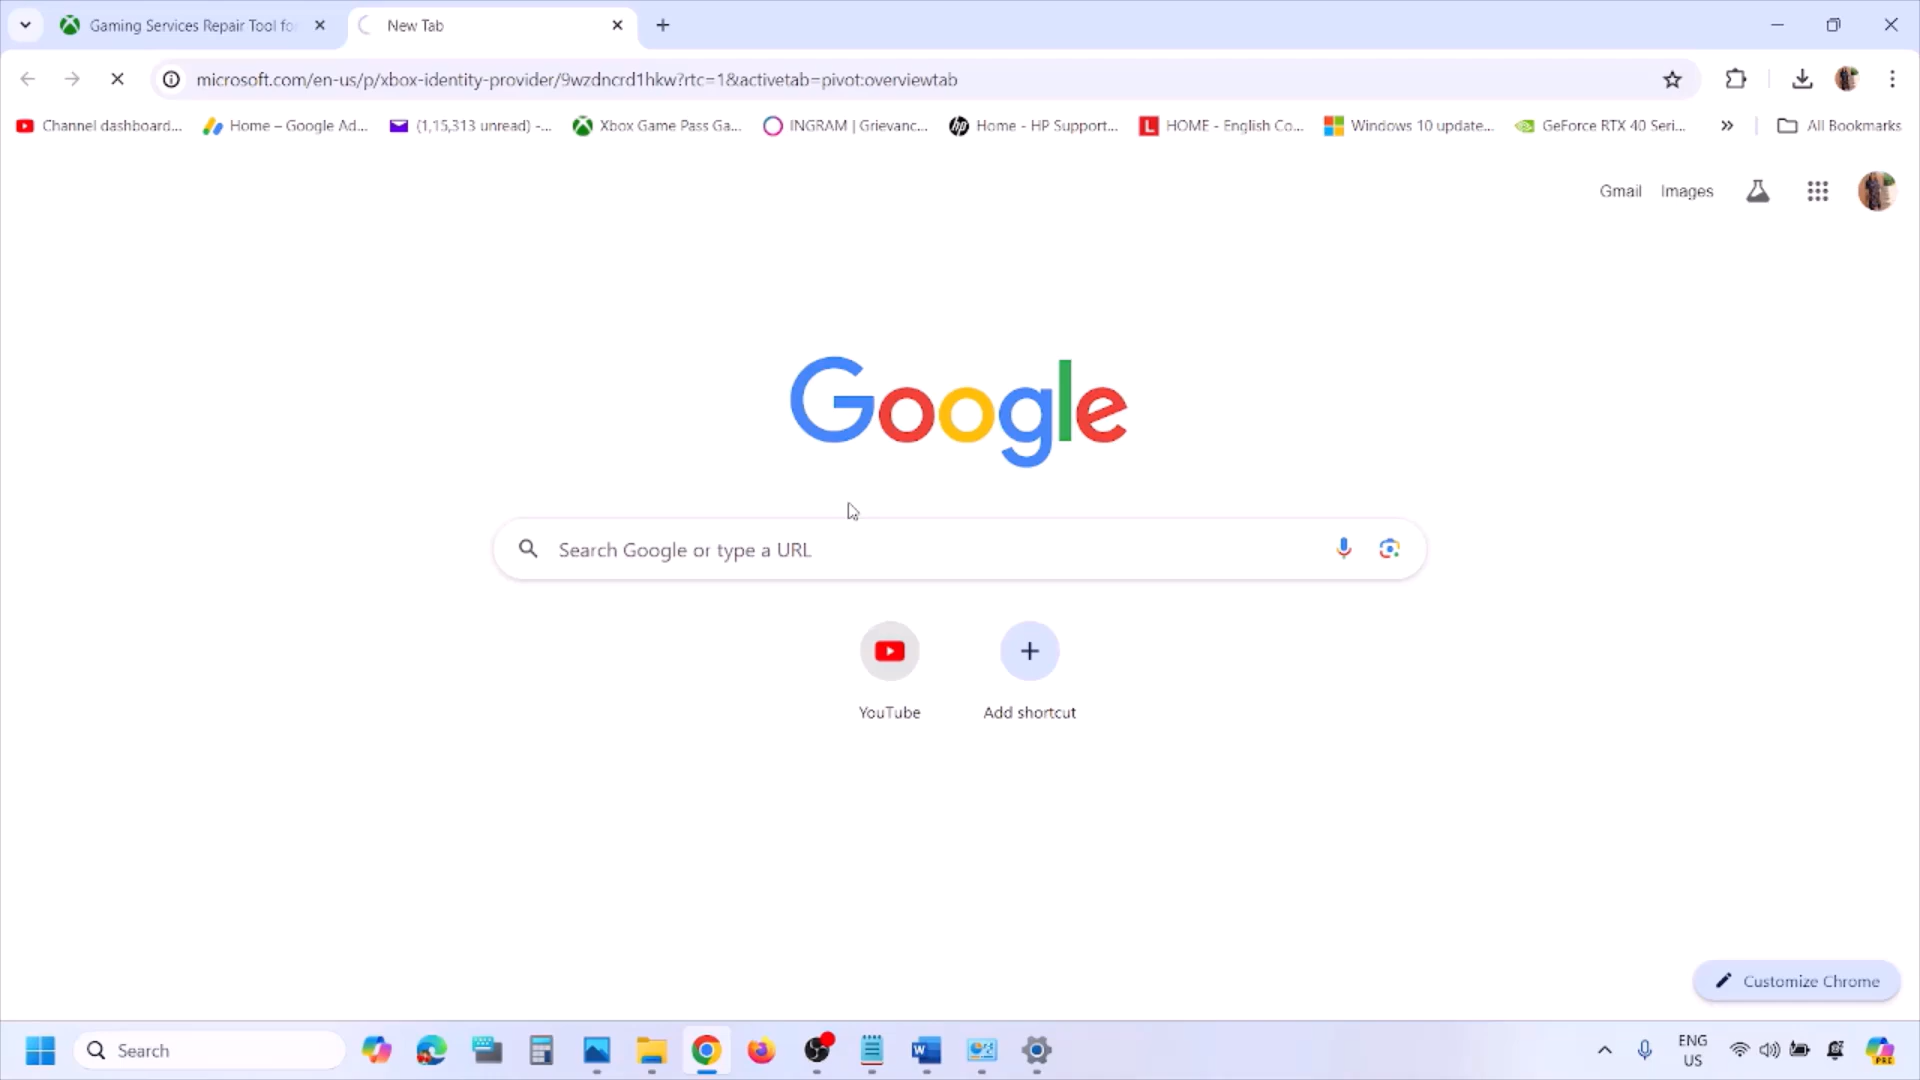 Gaming Services Repair Tool for
New Tab
microsoft.com/en-us/p/xbox-identity-provider/9wzdncrd1hkw?rtc=1&activetab=pivot:overviewtab
Channel dashboard...
Home – Google Ad...
(1,15,313 unread) -...
Xbox Game Pass Ga...
INGRAM | Grievanc...
Home - HP Support...
HOME - English Co...
Windows 10 update...
GeForce RTX 40 Seri...
All Bookmarks
Gmail
Images
Google
Search Google or type a URL
YouTube
Add shortcut
Customize Chrome
Search
ENG
US
PRE